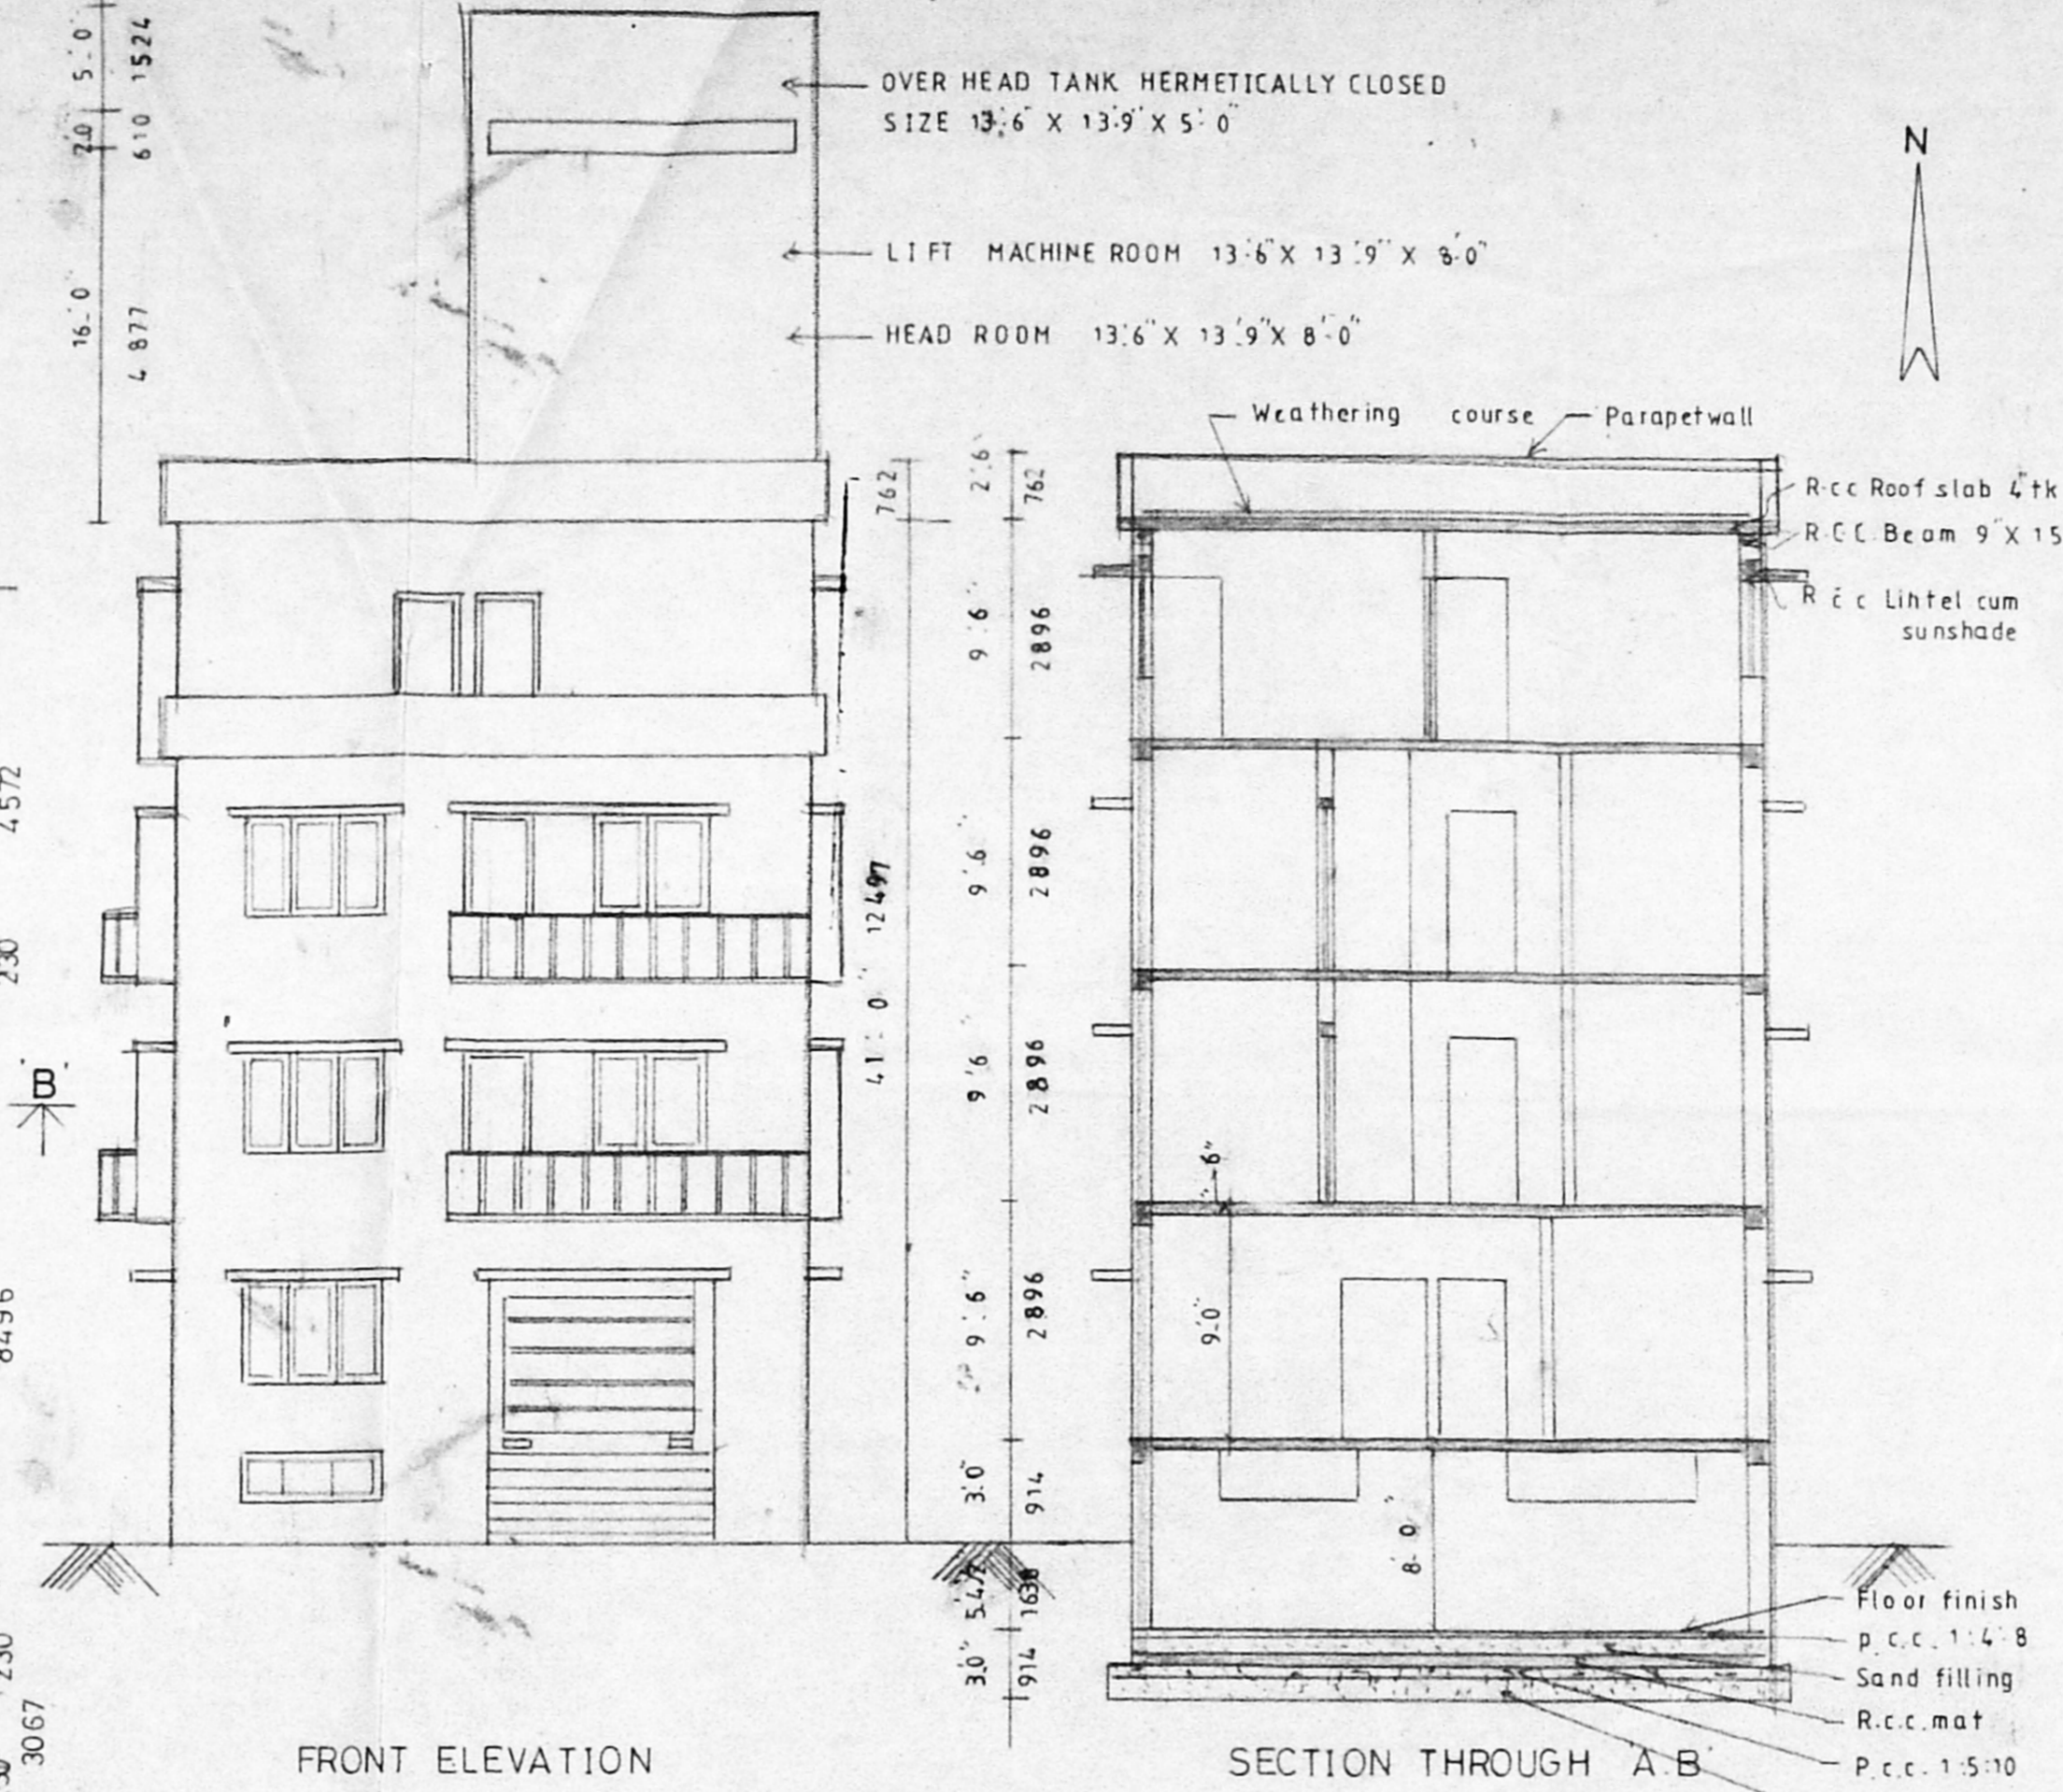 5'-0"
1524
2'0
610
16'-0"
4877
OVER HEAD TANK HERMETICALLY CLOSED
SIZE 13'.6" X 13'.9" X 5'-0"
LIFT MACHINE ROOM 13'-6" X 13'.9" X 8'-0"
HEAD ROOM 13'.6" X 13'.9" X 8'-0"
N
Weathering course
Parapetwall
R.c c Roof slab 4" tk
R.C.C. Beam 9" X 15
R c c Lihtel cum
sunshade
762
2'.6"
762
9'.6"
2896
9'.6"
2896
9'6"
2896
9'.6"
2896
3'.0"
914
1638
3'.0"
914
41'.0"
12497
4572
230
'B'
8496
230
3067
6"
9'.0"
8'.0"
Floor finish
p.c.c. 1:4:8
Sand filling
R.c.c. mat
P.c.c. 1:5:10
FRONT ELEVATION
SECTION THROUGH 'A.B'